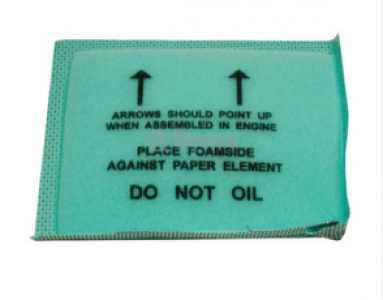 ARROWS SHOULD POINT UP
WHEN ASSEMBLED IN ENGINE
PLACE FOAMSIDE
AGAINST PAPER ELEMENT
DO NOT OIL